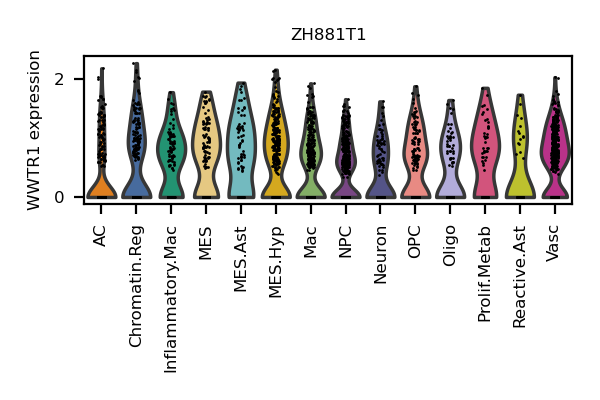 ZH881T1
WWTR1 expression
2
0
AC
Chromatin.Reg
Inflammatory.Mac
MES
MES.Ast
MES.Hyp
Mac
NPC
Neuron
OPC
Oligo
Prolif.Metab
Reactive.Ast
Vasc